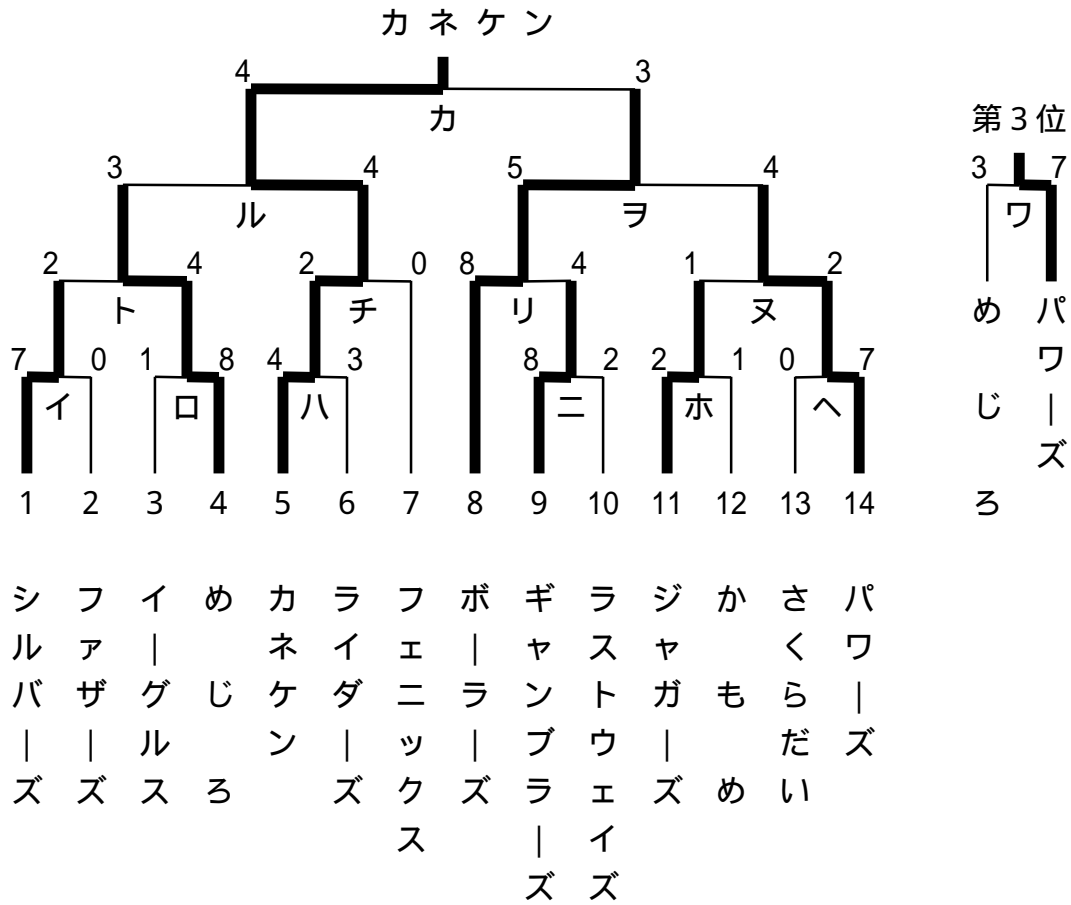 カネケン
4 3
カ
第3位
3 4 5 4 3 7
ル ヲ ワ
2 4 2 0 8 4 1 2
ト チ リ ヌ
7 0 1 8 4 3 8 2 2 1 0 7
イ ロ ハ ニ ホ ヘ
1 2 3 4 5 6 7 8 9 10 11 12 13 14
めじろ
パワーズ
シルバーズ
ファザーズ
イーグルス
めじろ
カネケン
ライダーズ
フェニックス
ボーラーズ
ギャンブラーズ
ラストウェイズ
ジャガーズ
かもめ
さくらだい
パワーズ